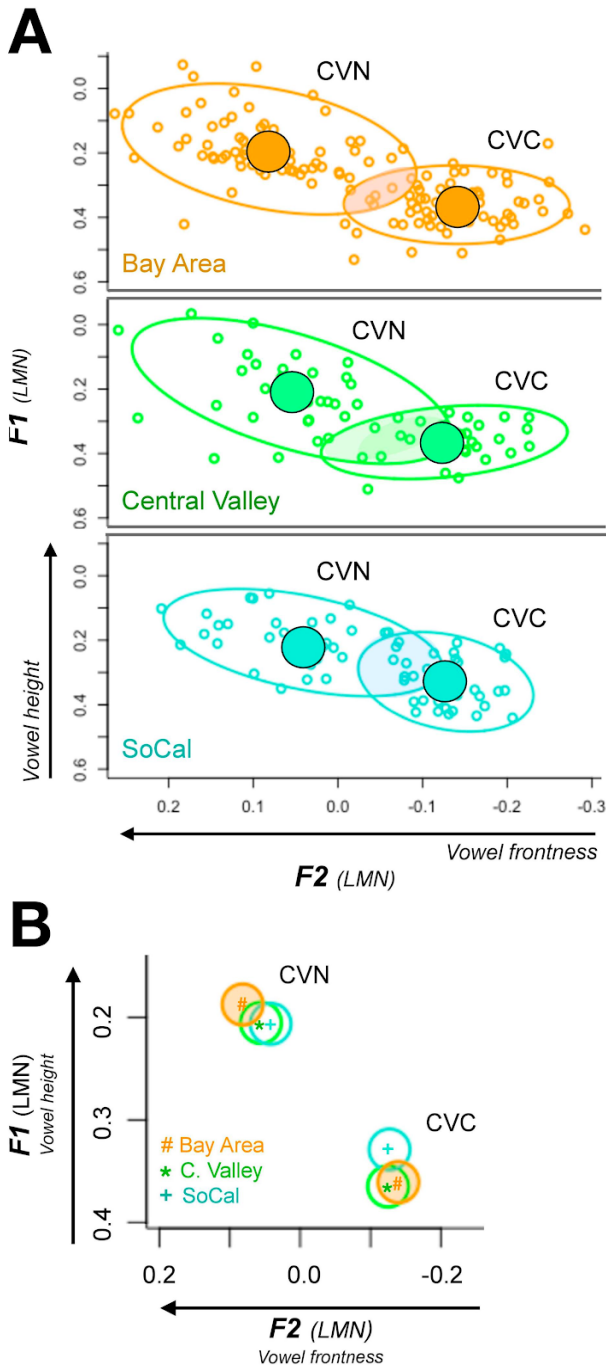 A
CVN
CVC
0.0
0.2
0.4
0.6
Bay Area
CVN
CVC
0.0
0.2
0.4
0.6
Central Valley
F1 (LMN)
CVN
CVC
0.0
0.2
0.4
0.6
SoCal
Vowel height
0.2 0.1 0.0 -0.1 -0.2 -0.3
Vowel frontness
F2 (LMN)
B
CVN
CVC
F1 (LMN)
Vowel height
0.2
0.3
0.4
# Bay Area
* C. Valley
+ SoCal
#
*
+
+
*
#
0.2 0.0 -0.2
F2 (LMN)
Vowel frontness